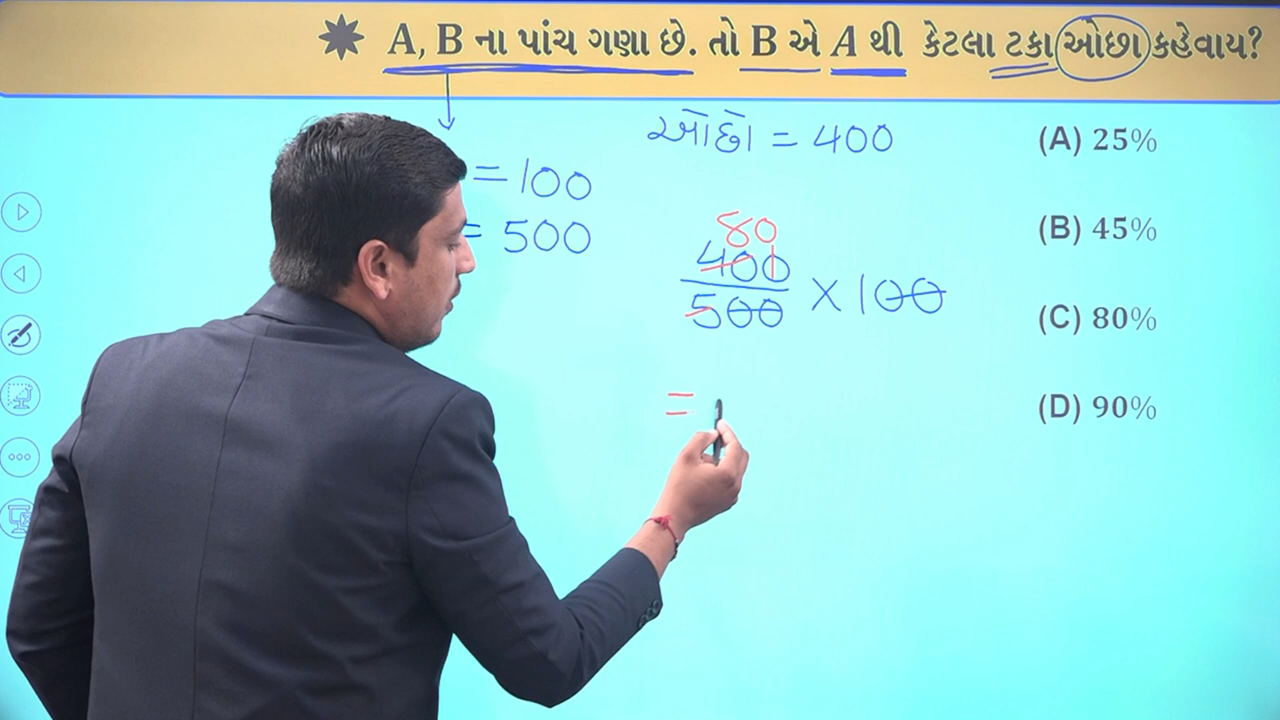 A, B ના પાંચ ગણા છે. તો B એ A થી કેટલા ટકા ઓછા કહેવાય?
= 100
= 500
ઓછો = 400
80
400
500 × 100
=
(A) 25%
(B) 45%
(C) 80%
(D) 90%